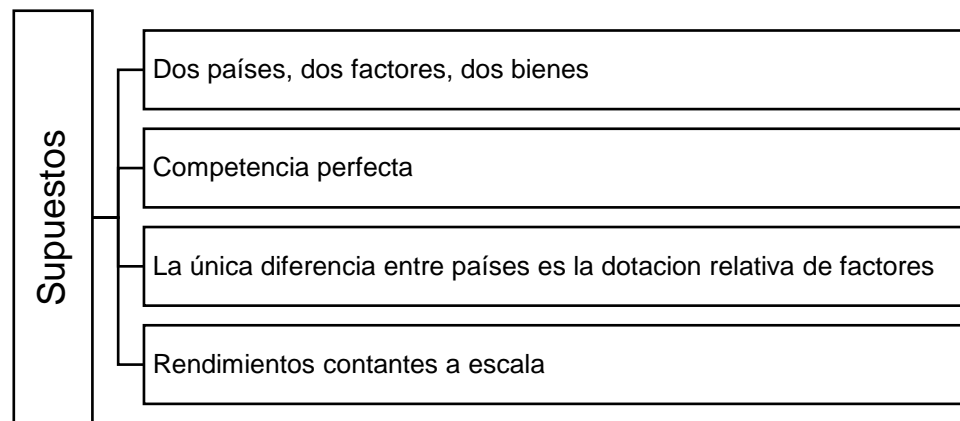 Supuestos
Dos países, dos factores, dos bienes
Competencia perfecta
La única diferencia entre países es la dotacion relativa de factores
Rendimientos contantes a escala